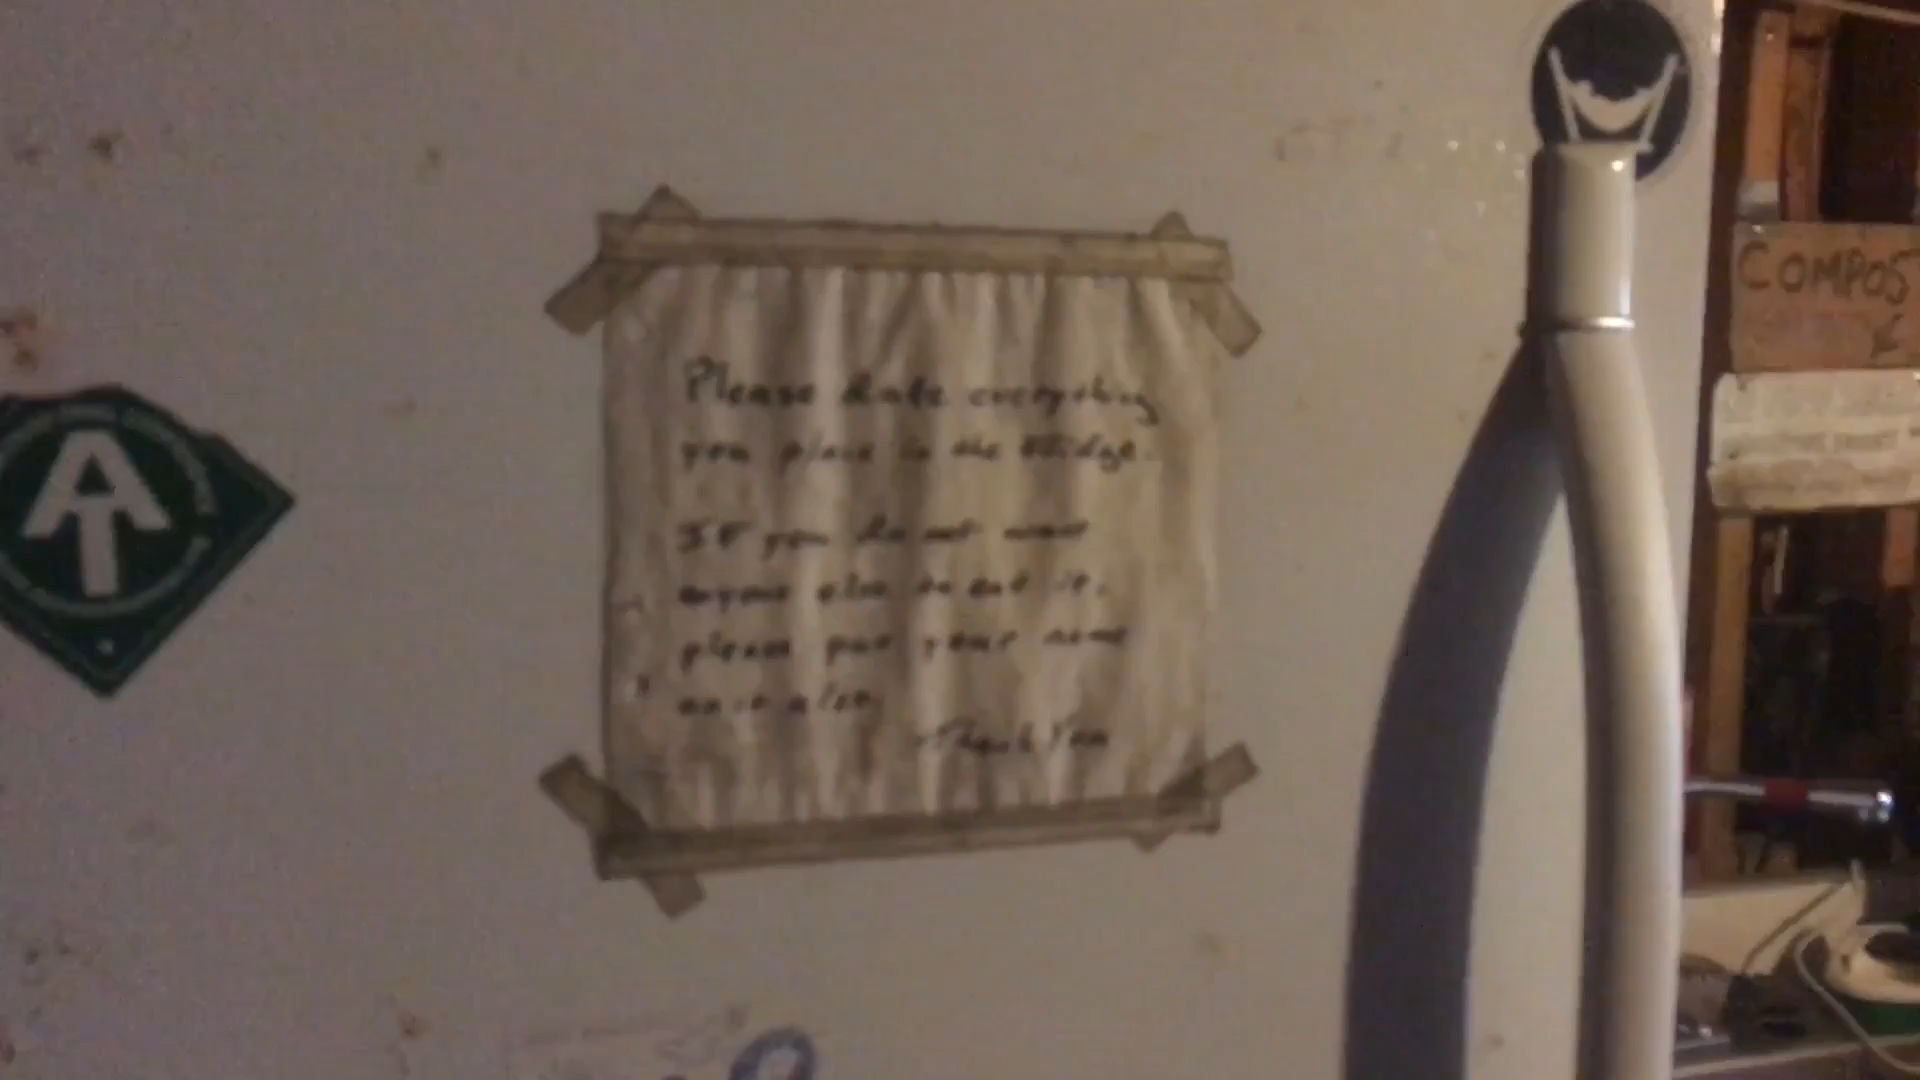 Please date everything
you place in the fridge.
If you do not want
anyone else to eat it,
please put your name
on it also.
-Thank You
COMPOS